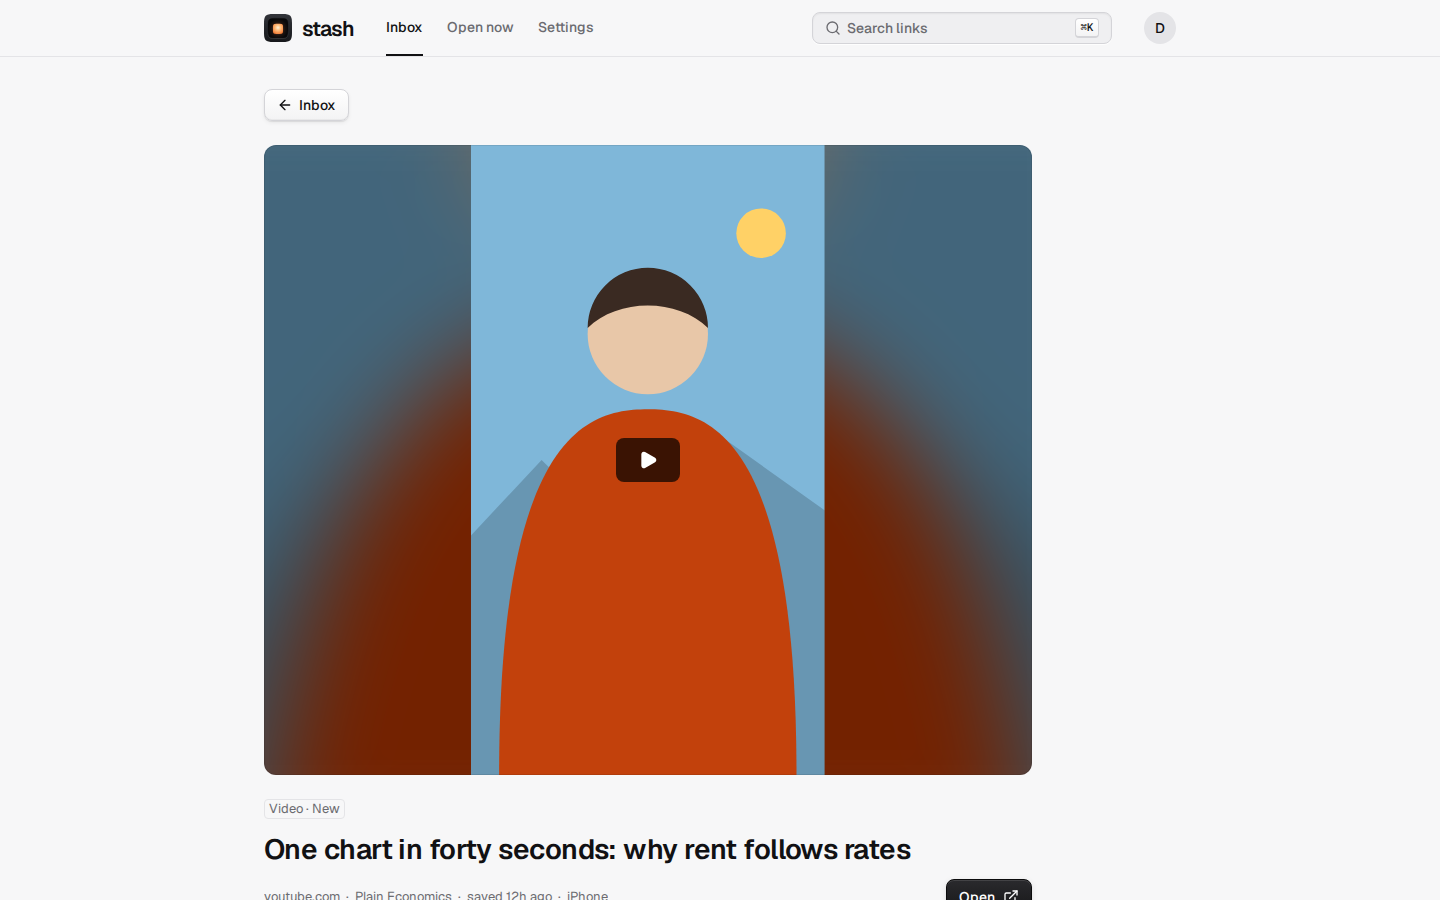 stash
Inbox
Open now
Settings
Search links
⌘K
D
Inbox
Video · New
One chart in forty seconds: why rent follows rates
youtube.com · Plain Economics · saved 12h ago · iPhone
Open